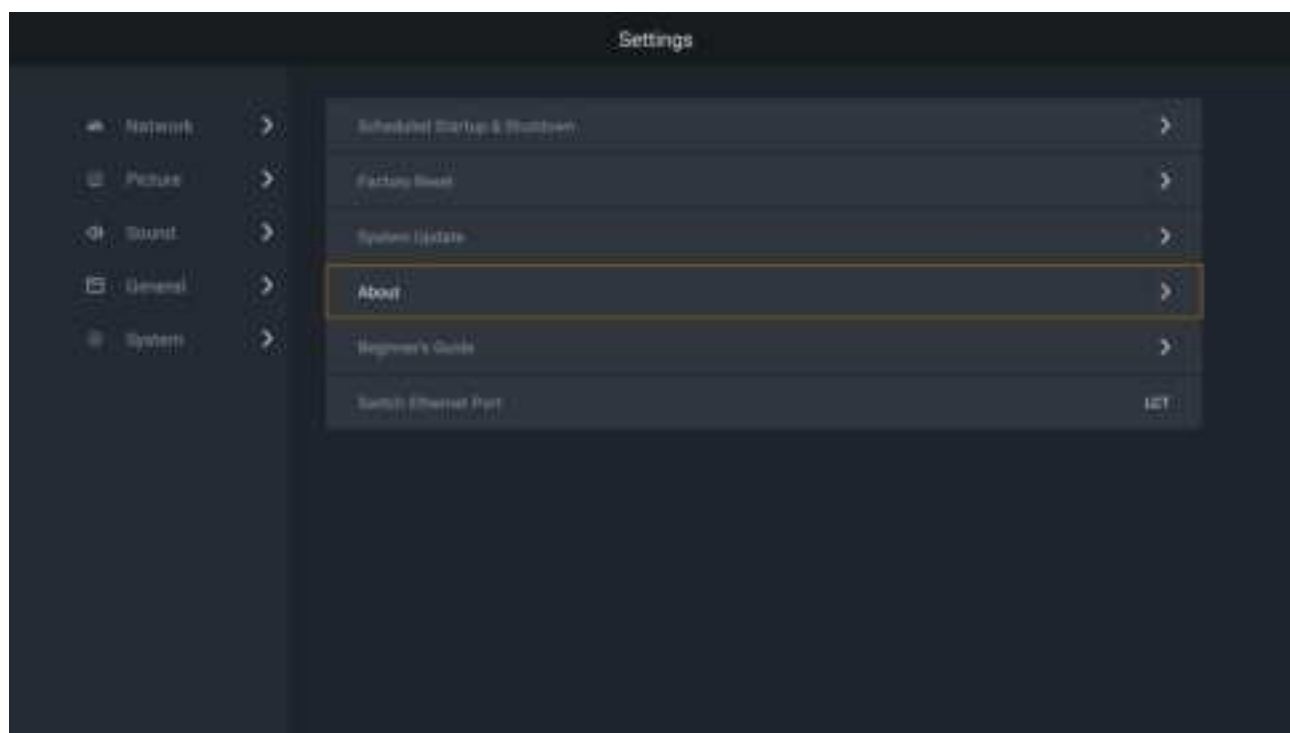 Settings
Network
Picture
Sound
General
System
Scheduled Startup & Shutdown
Factory Reset
System Update
About
Beginner's Guide
Switch Ethernet Port